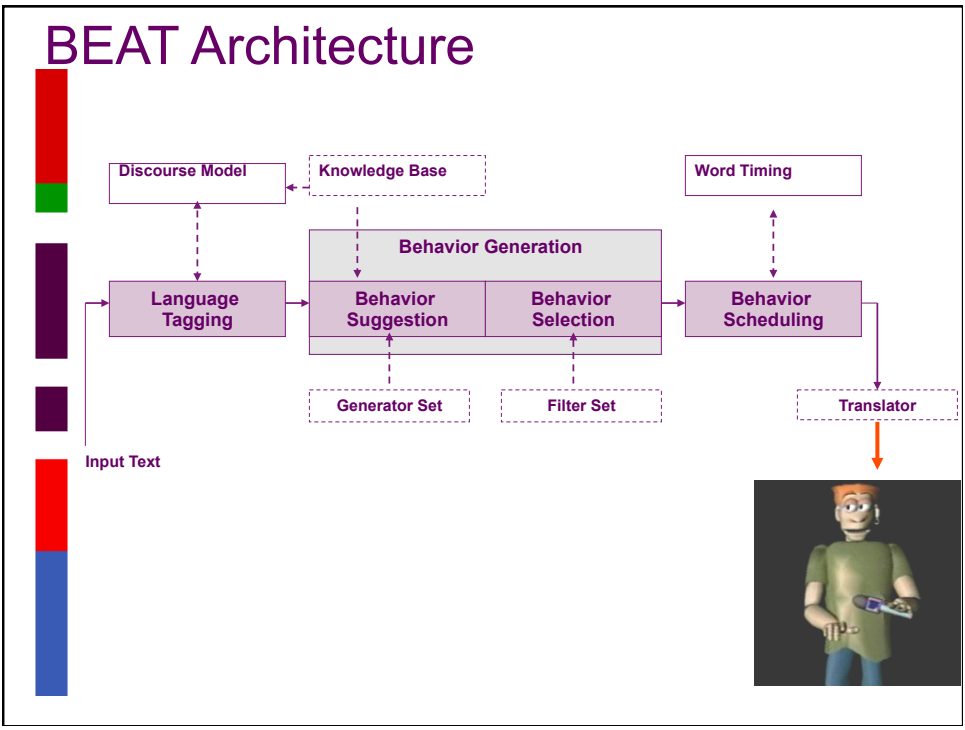 BEAT Architecture
Discourse Model
Knowledge Base
Word Timing
Behavior Generation
Language
Tagging
Behavior
Suggestion
Behavior
Selection
Behavior
Scheduling
Generator Set
Filter Set
Translator
Input Text